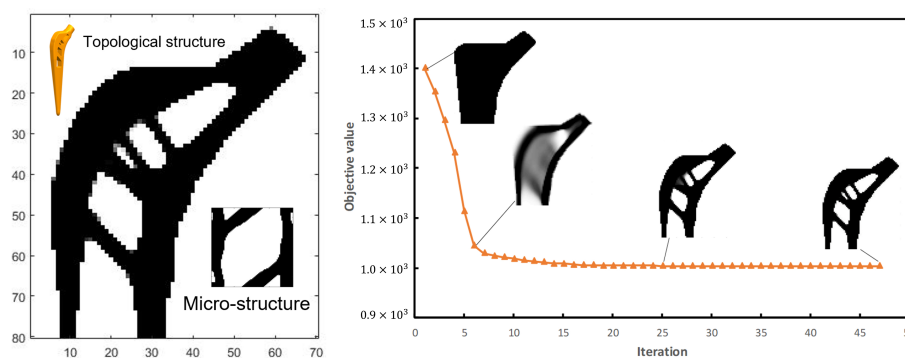 Topological structure
10
20
30
40
50
60
70
80
Micro-structure
10 20 30 40 50 60 70
Objective value
1.5 × 10³
1.4 × 10³
1.3 × 10³
1.2 × 10³
1.1 × 10³
1.0 × 10³
0.9 × 10³
0 5 10 15 20 25 30 35 40 45
Iteration